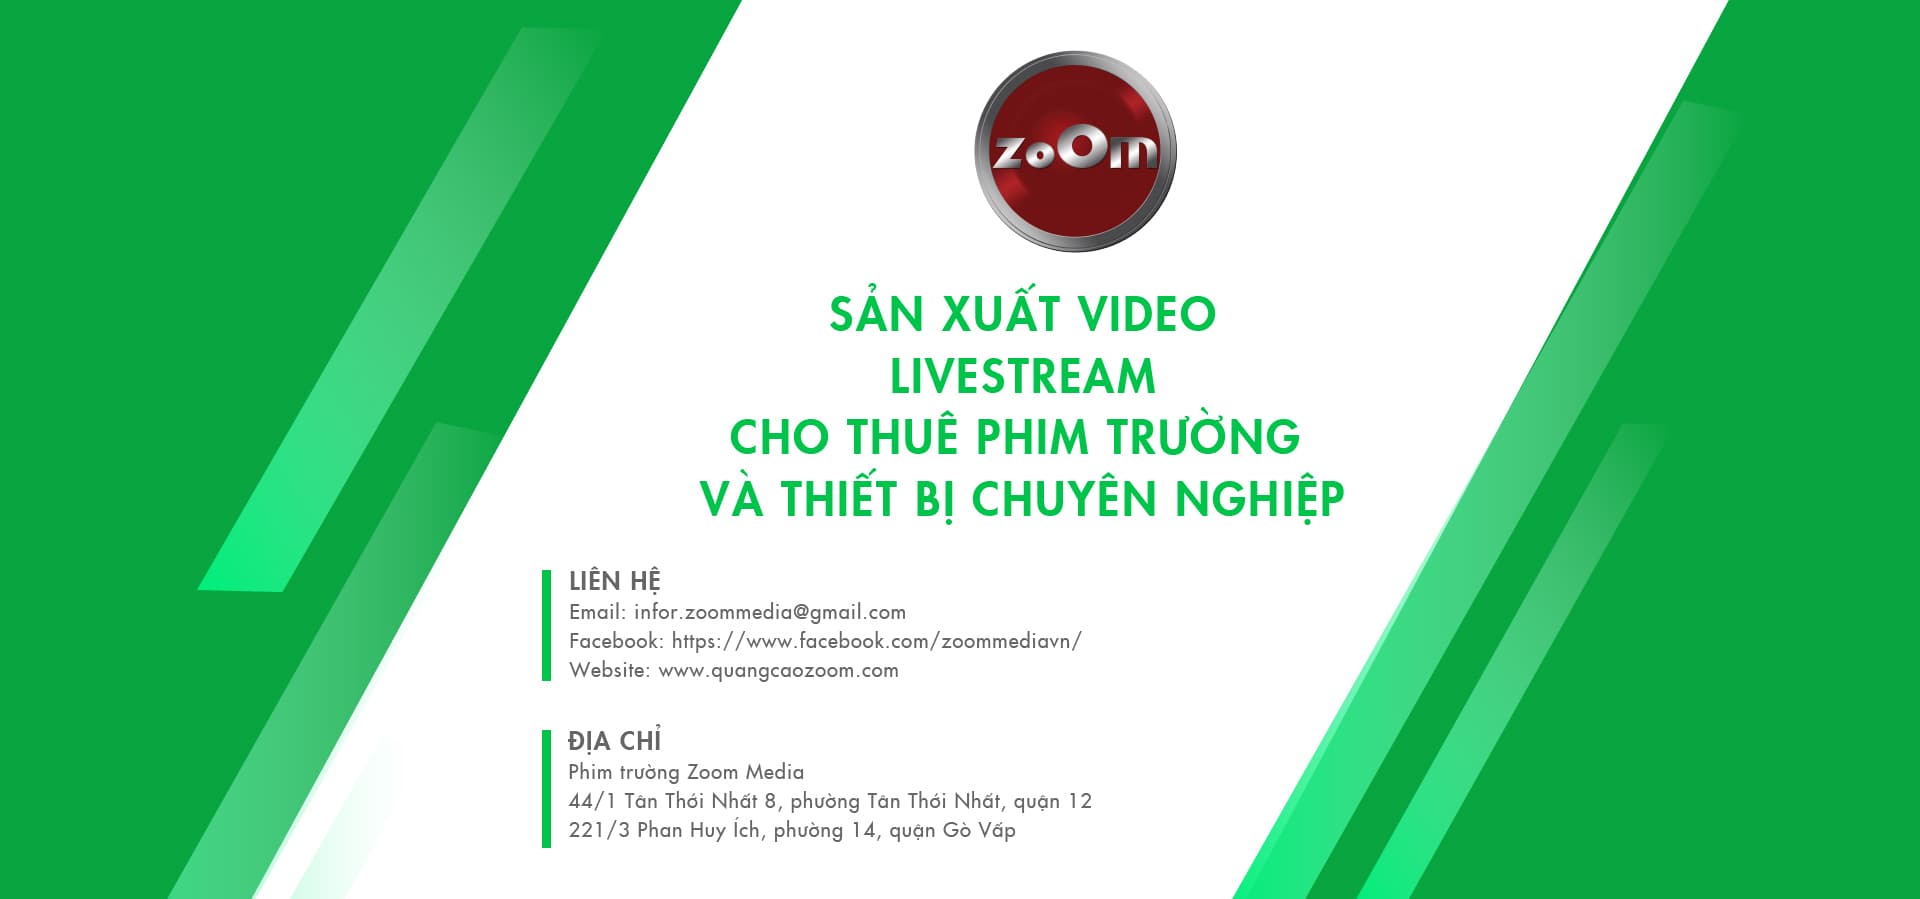 zoOm
SẢN XUẤT VIDEO
LIVESTREAM
CHO THUÊ PHIM TRƯỜNG
VÀ THIẾT BỊ CHUYÊN NGHIỆP
LIÊN HỆ
Email: infor.zoommedia@gmail.com
Facebook: https://www.facebook.com/zoommediavn/
Website: www.quangcaozoom.com
ĐỊA CHỈ
Phim trường Zoom Media
44/1 Tân Thới Nhất 8, phường Tân Thới Nhất, quận 12
221/3 Phan Huy Ích, phường 14, quận Gò Vấp